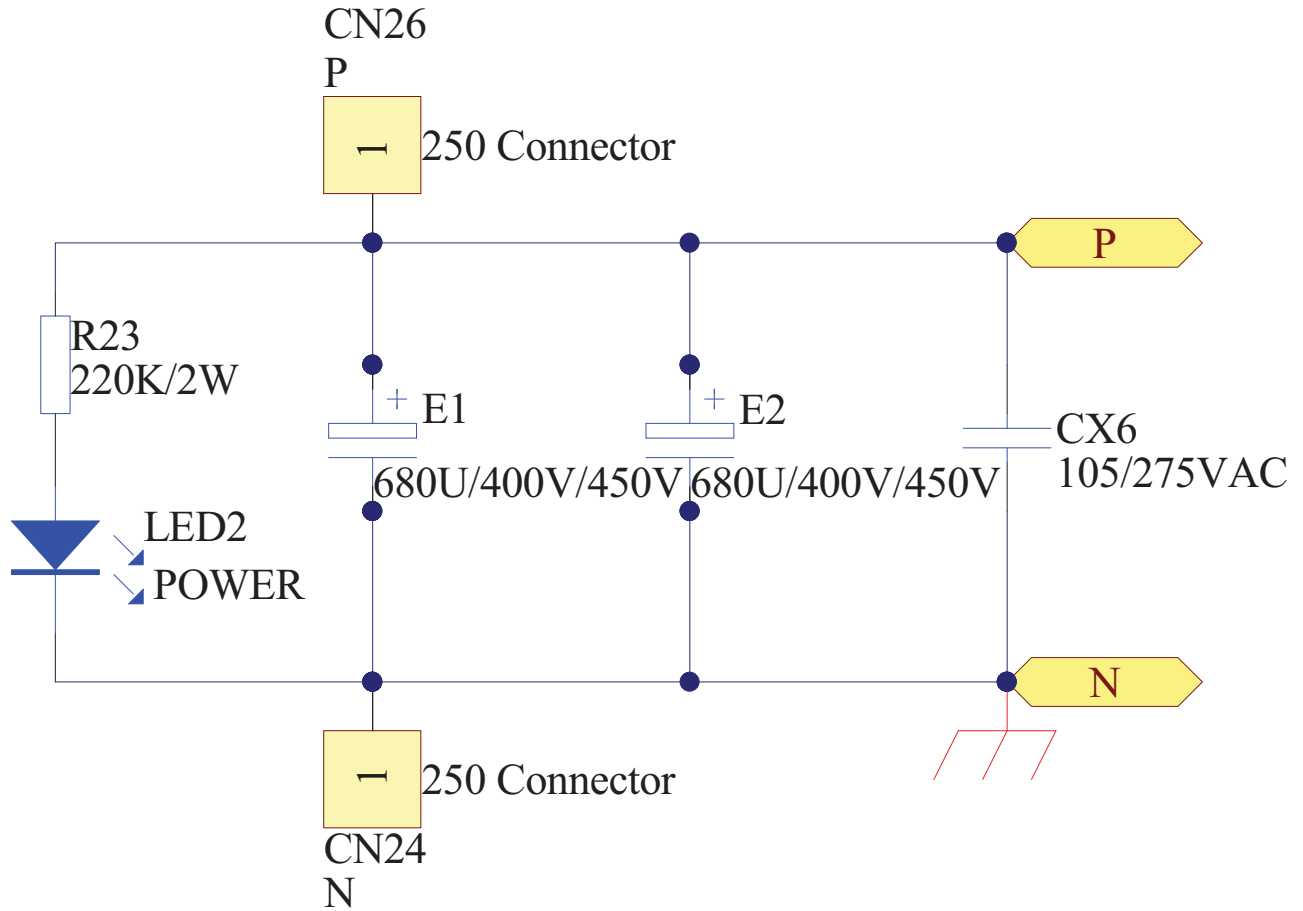 CN26
P
1
250 Connector
P
R23
220K/2W
+ E1
680U/400V/450V
+ E2
680U/400V/450V
CX6
105/275VAC
LED2
POWER
N
1
250 Connector
CN24
N